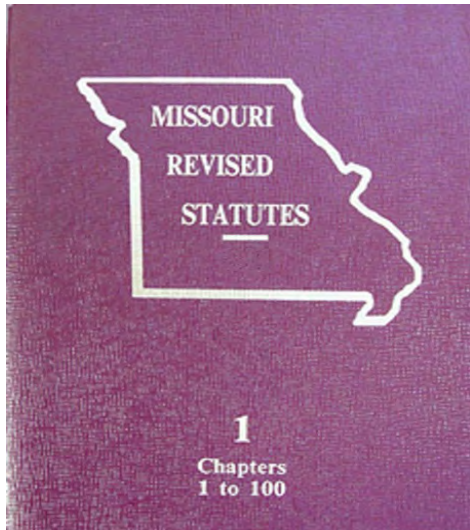 MISSOURI
REVISED
STATUTES
1
Chapters
1 to 100